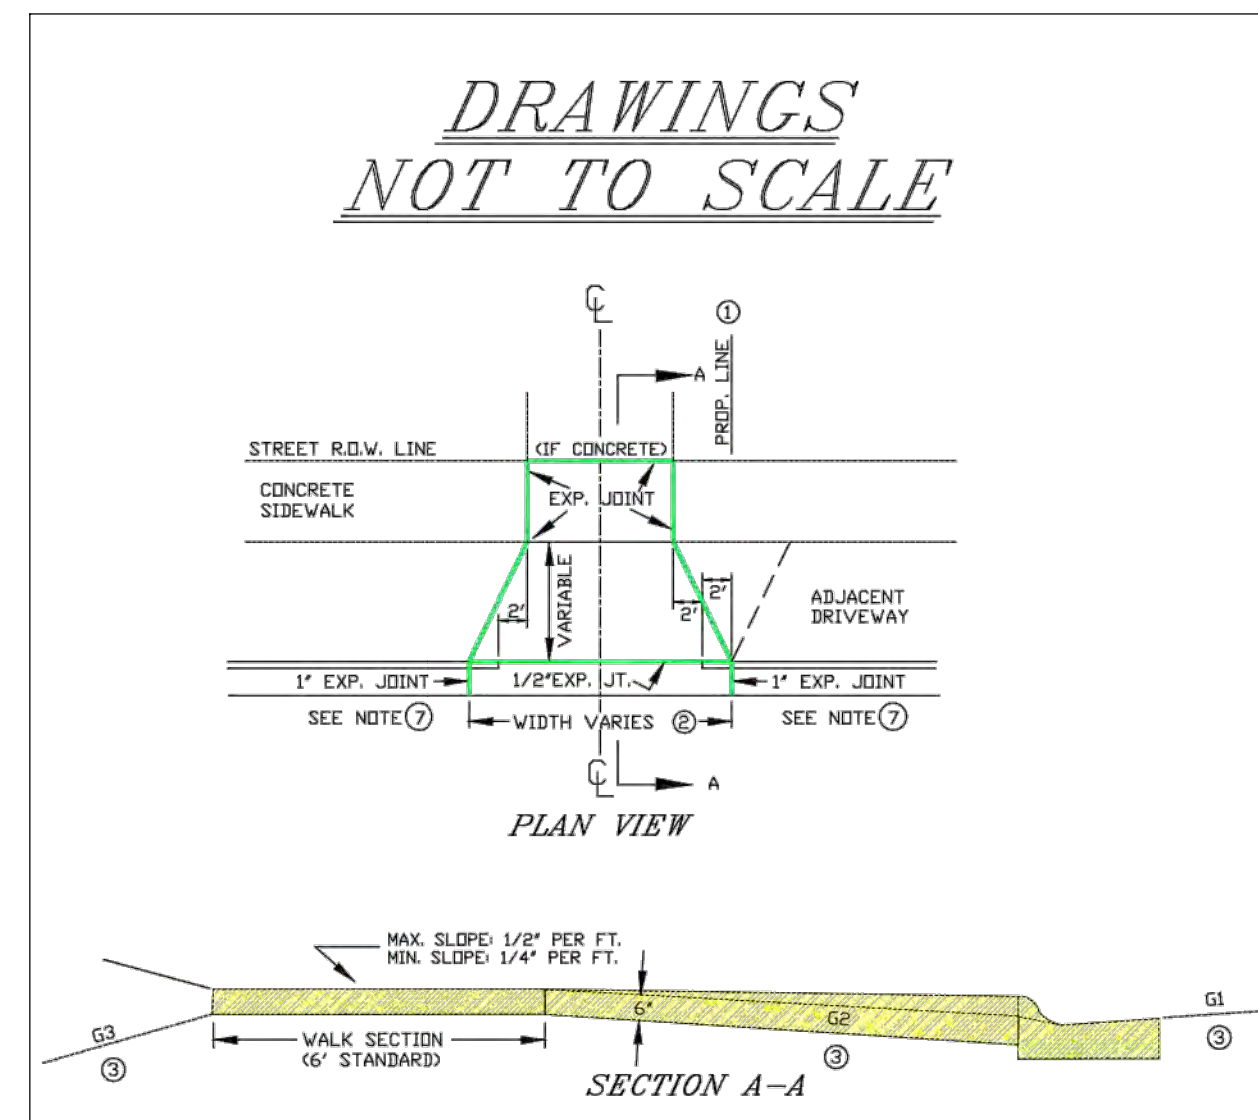 DRAWINGS
NOT TO SCALE
CL
1
PROP. LINE
A
STREET R.O.W. LINE
(IF CONCRETE)
CONCRETE
SIDEWALK
EXP. JOINT
VARIABLE
2'
2'
2'
ADJACENT
DRIVEWAY
1" EXP. JOINT
1/2"EXP. JT.
1" EXP. JOINT
SEE NOTE 7
WIDTH VARIES 2
SEE NOTE 7
CL
A
PLAN VIEW
MAX. SLOPE: 1/2" PER FT.
MIN. SLOPE: 1/4" PER FT.
G3
3
WALK SECTION
(6' STANDARD)
6"
G2
3
G1
3
SECTION A-A